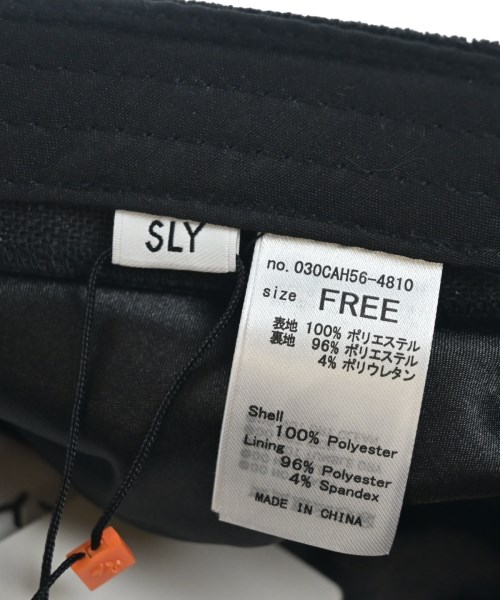 SLY
no. 030CAH56-4810
size FREE
表地 100% ポリエステル
裏地 96% ポリエステル
4% ポリウレタン
Shell
100% Polyester
Lining
96% Polyester
4% Spandex
MADE IN CHINA